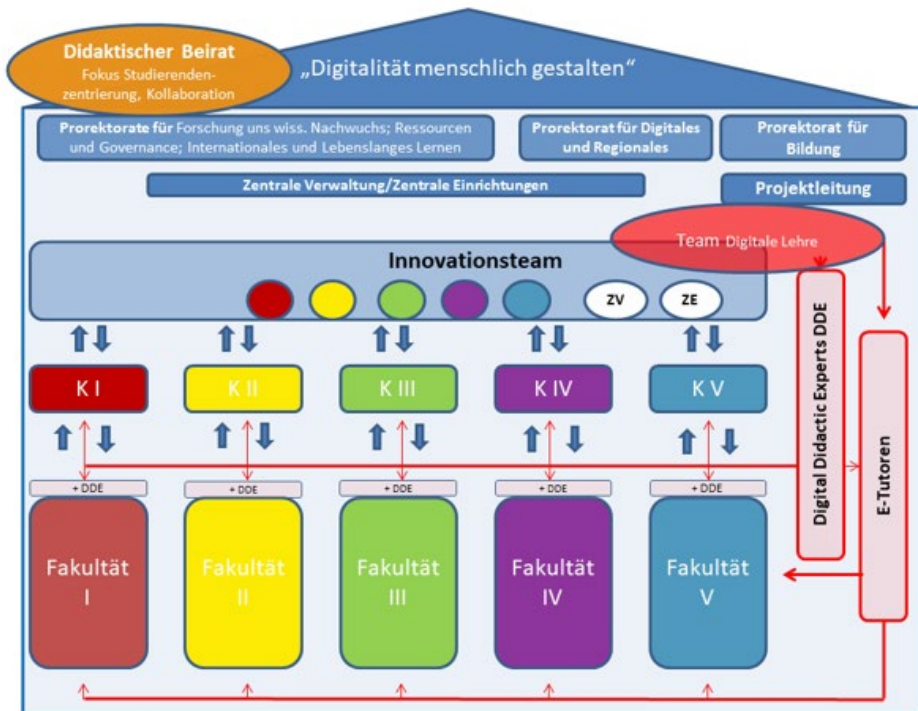 Didaktischer Beirat
Fokus Studierenden-
zentrierung, Kollaboration
„Digitalität menschlich gestalten“
Prorektorate für Forschung uns wiss. Nachwuchs; Ressourcen
und Governance; Internationales und Lebenslanges Lernen
Prorektorat für Digitales
und Regionales
Prorektorat für
Bildung
Zentrale Verwaltung/Zentrale Einrichtungen
Projektleitung
Team Digitale Lehre
Innovationsteam
ZV
ZE
K I
K II
K III
K IV
K V
Digital Didactic Experts DDE
E-Tutoren
+ DDE
+ DDE
+ DDE
+ DDE
+ DDE
Fakultät
I
Fakultät
II
Fakultät
III
Fakultät
IV
Fakultät
V